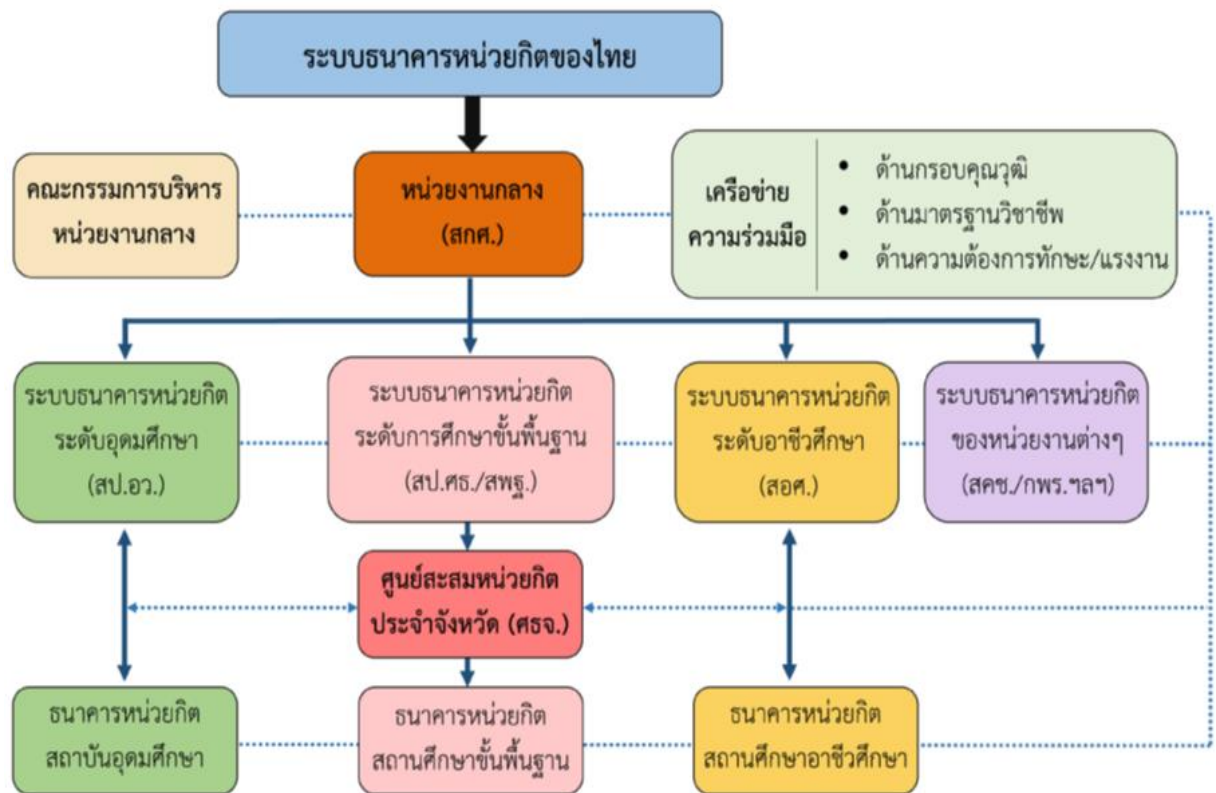 ระบบธนาคารหน่วยกิตของไทย
คณะกรรมการบริหาร
หน่วยงานกลาง
หน่วยงานกลาง
(สกศ.)
เครือข่าย
ความร่วมมือ
• ด้านกรอบคุณวุฒิ
• ด้านมาตรฐานวิชาชีพ
• ด้านความต้องการทักษะ/แรงงาน
ระบบธนาคารหน่วยกิต
ระดับอุดมศึกษา
(สป.อว.)
ระบบธนาคารหน่วยกิต
ระดับการศึกษาขั้นพื้นฐาน
(สป.ศธ./สพฐ.)
ระบบธนาคารหน่วยกิต
ระดับอาชีวศึกษา
(สอศ.)
ระบบธนาคารหน่วยกิต
ของหน่วยงานต่างๆ
(สคช./กพร.ฯลฯ)
ศูนย์สะสมหน่วยกิต
ประจำจังหวัด (ศธจ.)
ธนาคารหน่วยกิต
สถาบันอุดมศึกษา
ธนาคารหน่วยกิต
สถานศึกษาขั้นพื้นฐาน
ธนาคารหน่วยกิต
สถานศึกษาอาชีวศึกษา